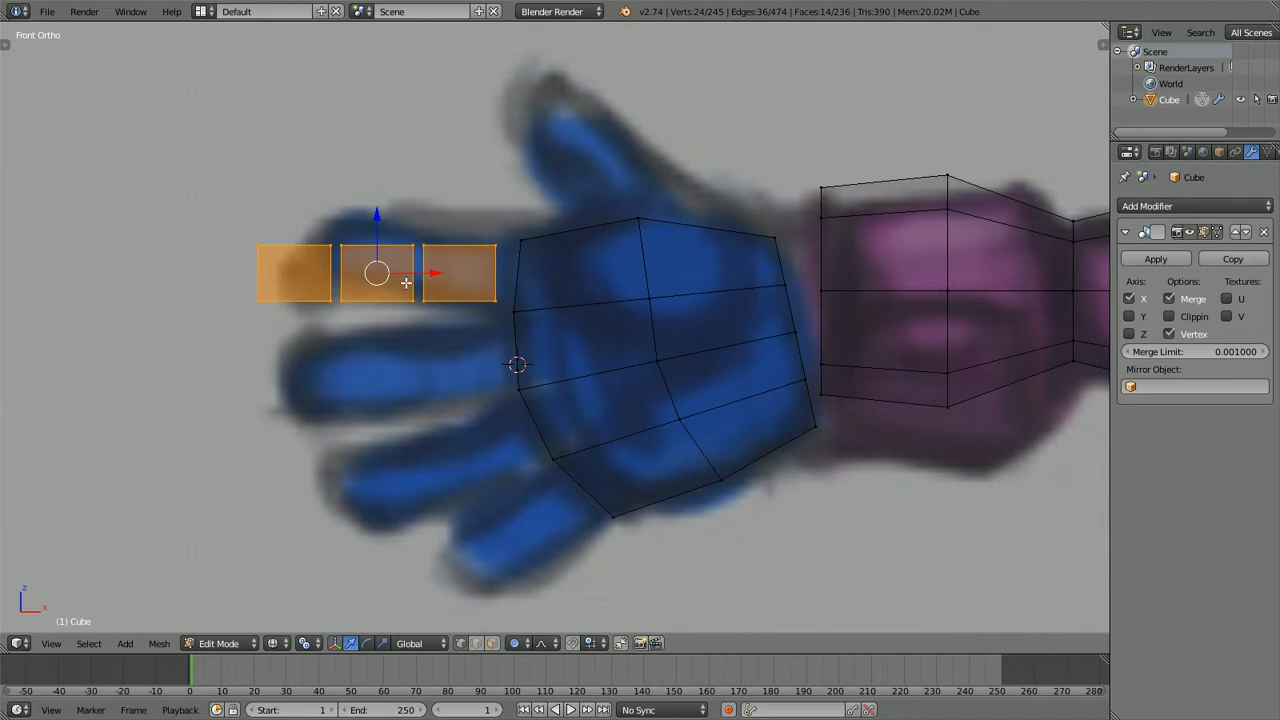 File Render Window Help Default Scene Blender Render v2.74 | Verts:24/245 | Edges:36/474 | Faces:14/236 | Tris:390 | Mem:20.02M | Cube
Front Ortho
View Search All Scenes
Scene
RenderLayers
World
Cube
Cube
Add Modifier
Apply Copy
Axis: Options: Textures:
X Merge U
Y Clippin V
Z Vertex
Merge Limit: 0.001000
Mirror Object:
z
x
(1) Cube
View Select Add Mesh Edit Mode Global
-50 -40 -30 -20 -10 0 10 20 30 40 50 60 70 80 90 100 110 120 130 140 150 160 170 180 190 200 210 220 230 240 250 260 270 280
View Marker Frame Playback Start: 1 End: 250 1 No Sync